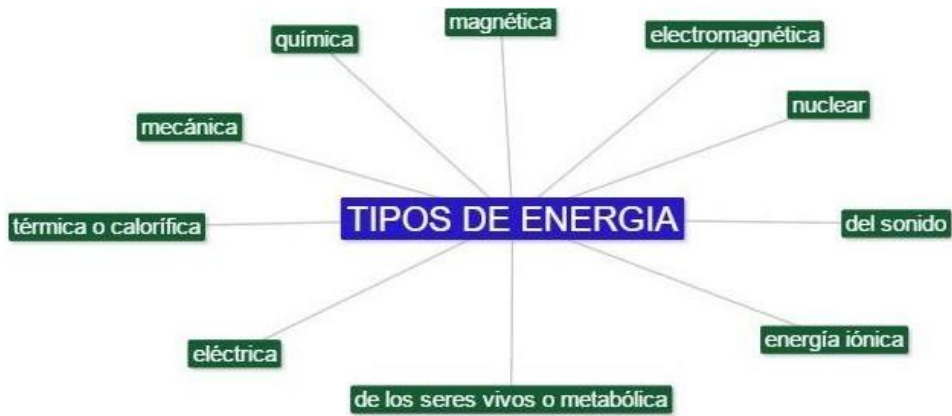 magnética
química
electromagnética
nuclear
mecánica
TIPOS DE ENERGIA
térmica o calorífica
del sonido
energía iónica
eléctrica
de los seres vivos o metabólica